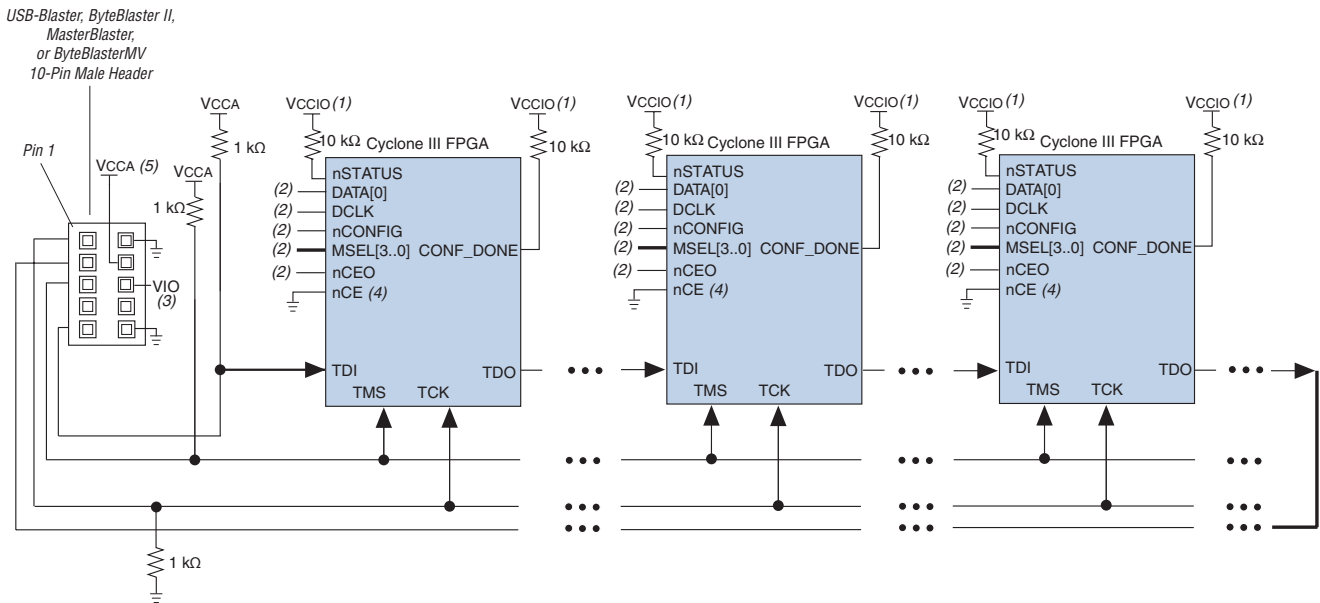 USB-Blaster, ByteBlaster II,
MasterBlaster,
or ByteBlasterMV
10-Pin Male Header
Pin 1
VCCA (5)
VCCA
1 kΩ
VCCA
1 kΩ
VIO
(3)
1 kΩ
VCCIO (1)
10 kΩ
Cyclone III FPGA
VCCIO (1)
10 kΩ
nSTATUS
(2) DATA[0]
(2) DCLK
(2) nCONFIG
(2) MSEL[3..0] CONF_DONE
(2) nCEO
nCE (4)
TDI TDO
TMS TCK
VCCIO (1)
10 kΩ
Cyclone III FPGA
VCCIO(1)
10 kΩ
nSTATUS
(2) DATA[0]
(2) DCLK
(2) nCONFIG
(2) MSEL[3..0] CONF_DONE
(2) nCEO
nCE (4)
TDI TDO
TMS TCK
VCCIO (1)
10 kΩ
Cyclone III FPGA
VCCIO (1)
10 kΩ
nSTATUS
(2) DATA[0]
(2) DCLK
(2) nCONFIG
(2) MSEL[3..0] CONF_DONE
(2) nCEO
nCE (4)
TDI TDO
TMS TCK